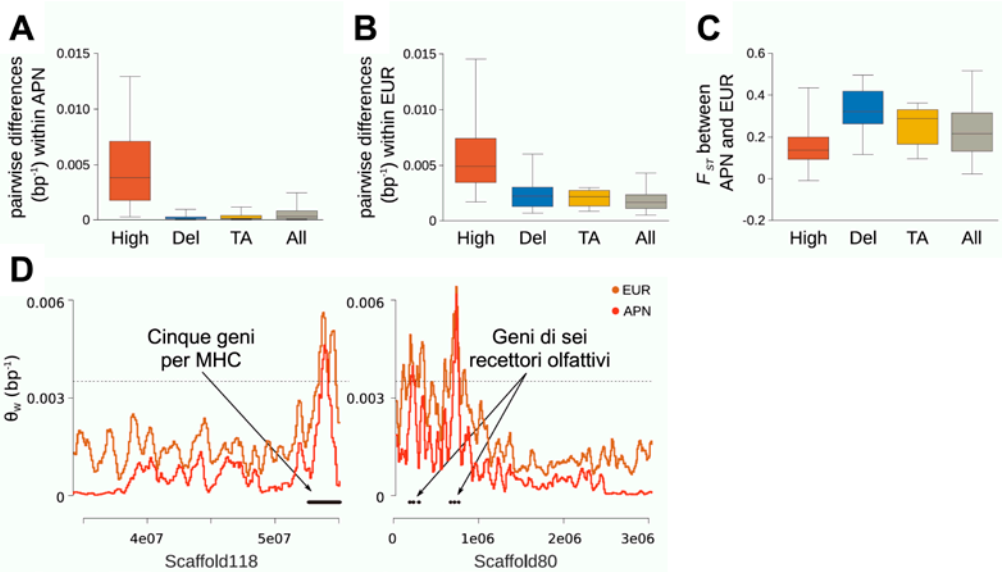 A
pairwise differences
(bp⁻¹) within APN
0.015
0.010
0.005
0
High Del TA All
B
pairwise differences
(bp⁻¹) within EUR
0.015
0.010
0.005
0
High Del TA All
C
F_ST between
APN and EUR
0.6
0.4
0.2
0
-0.2
High Del TA All
D
θ_w (bp⁻¹)
0.006
0.003
0
Cinque geni
per MHC
4e07 5e07
Scaffold118
0.006
0.003
0
EUR
APN
Geni di sei
recettori olfattivi
0 1e06 2e06 3e06
Scaffold80